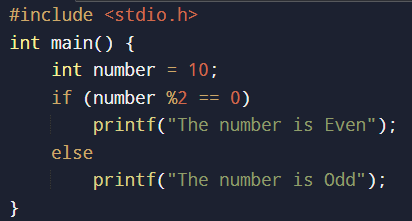 #include <stdio.h>
int main() {
    int number = 10;
    if (number %2 == 0)
        printf("The number is Even");
    else
        printf("The number is Odd");
}